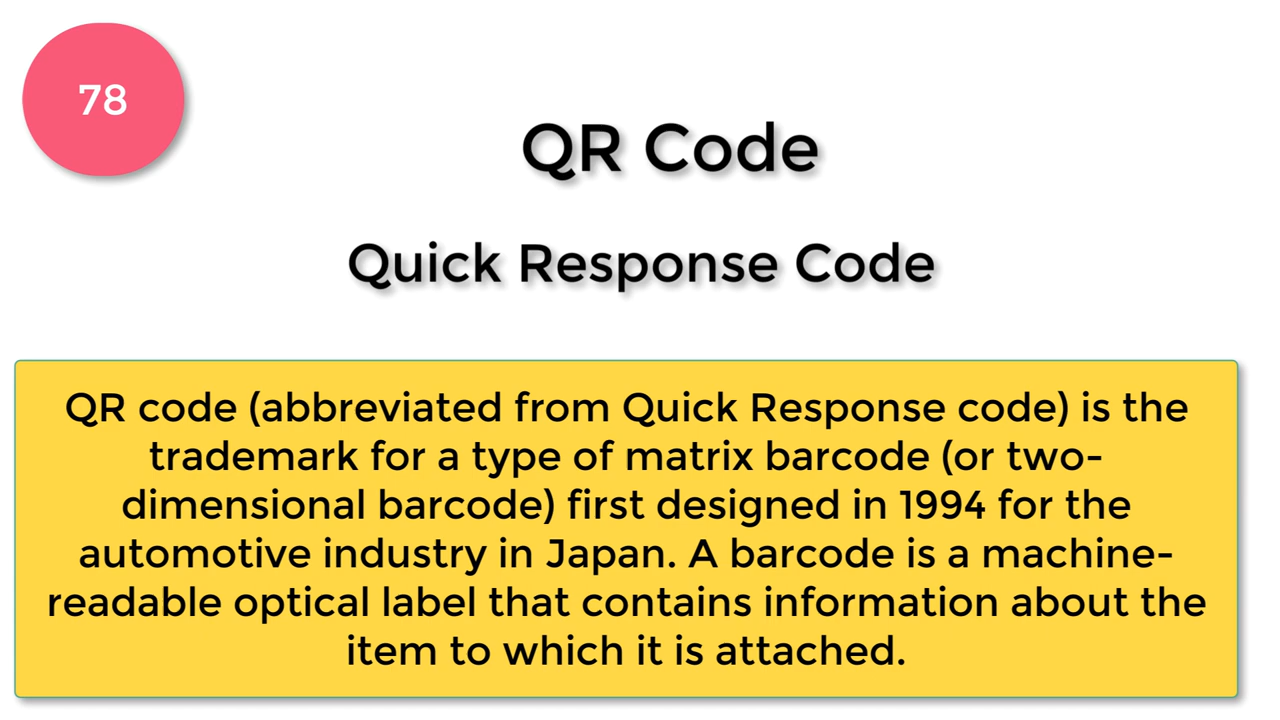 78
QR Code
Quick Response Code
QR code (abbreviated from Quick Response code) is the
trademark for a type of matrix barcode (or two-
dimensional barcode) first designed in 1994 for the
automotive industry in Japan. A barcode is a machine-
readable optical label that contains information about the
item to which it is attached.